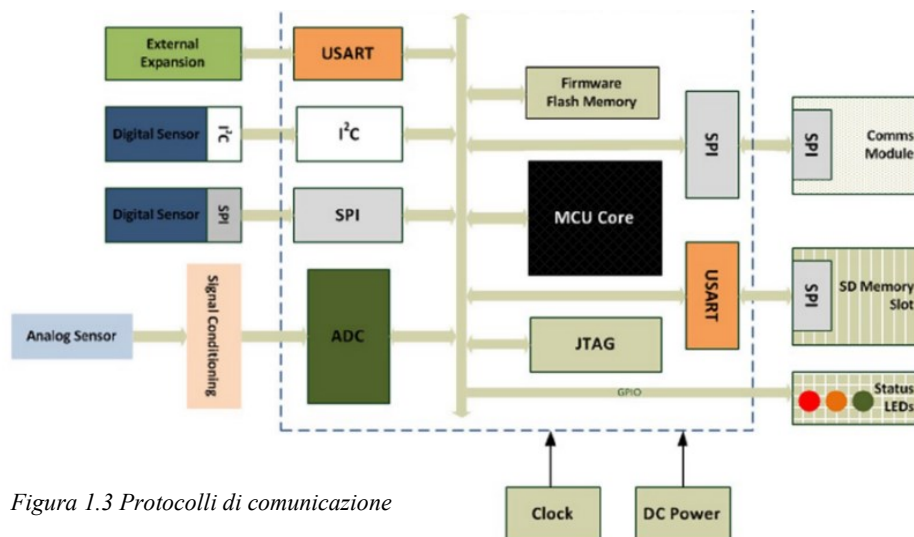 External
Expansion
USART
Firmware
Flash Memory
Digital Sensor
I²C
I²C
SPI
SPI
Comms
Module
Digital Sensor
SPI
SPI
MCU Core
Analog Sensor
Signal Conditioning
ADC
USART
SPI
SD Memory
Slot
JTAG
GPIO
Status
LEDs
Figura 1.3 Protocolli di comunicazione
Clock
DC Power